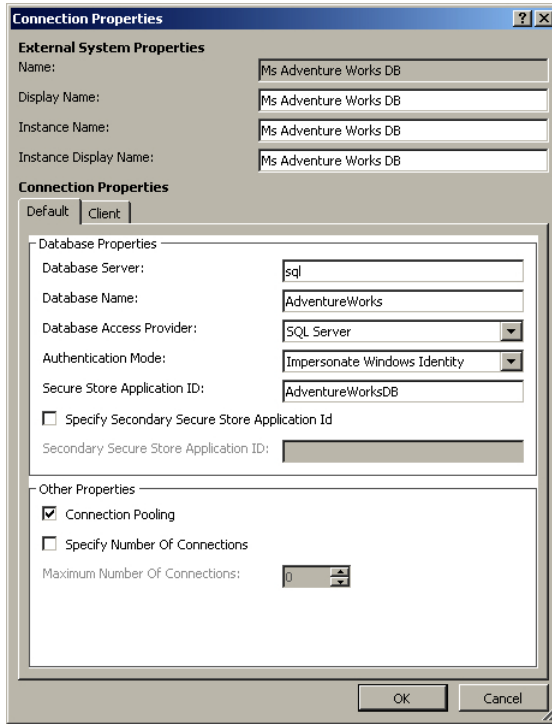 Connection Properties
External System Properties
Name: Ms Adventure Works DB
Display Name: Ms Adventure Works DB
Instance Name: Ms Adventure Works DB
Instance Display Name: Ms Adventure Works DB
Connection Properties
Default Client
Database Properties
Database Server: sql
Database Name: AdventureWorks
Database Access Provider: SQL Server
Authentication Mode: Impersonate Windows Identity
Secure Store Application ID: AdventureWorksDB
Specify Secondary Secure Store Application Id
Secondary Secure Store Application ID:
Other Properties
Connection Pooling
Specify Number Of Connections
Maximum Number Of Connections: 0
OK Cancel